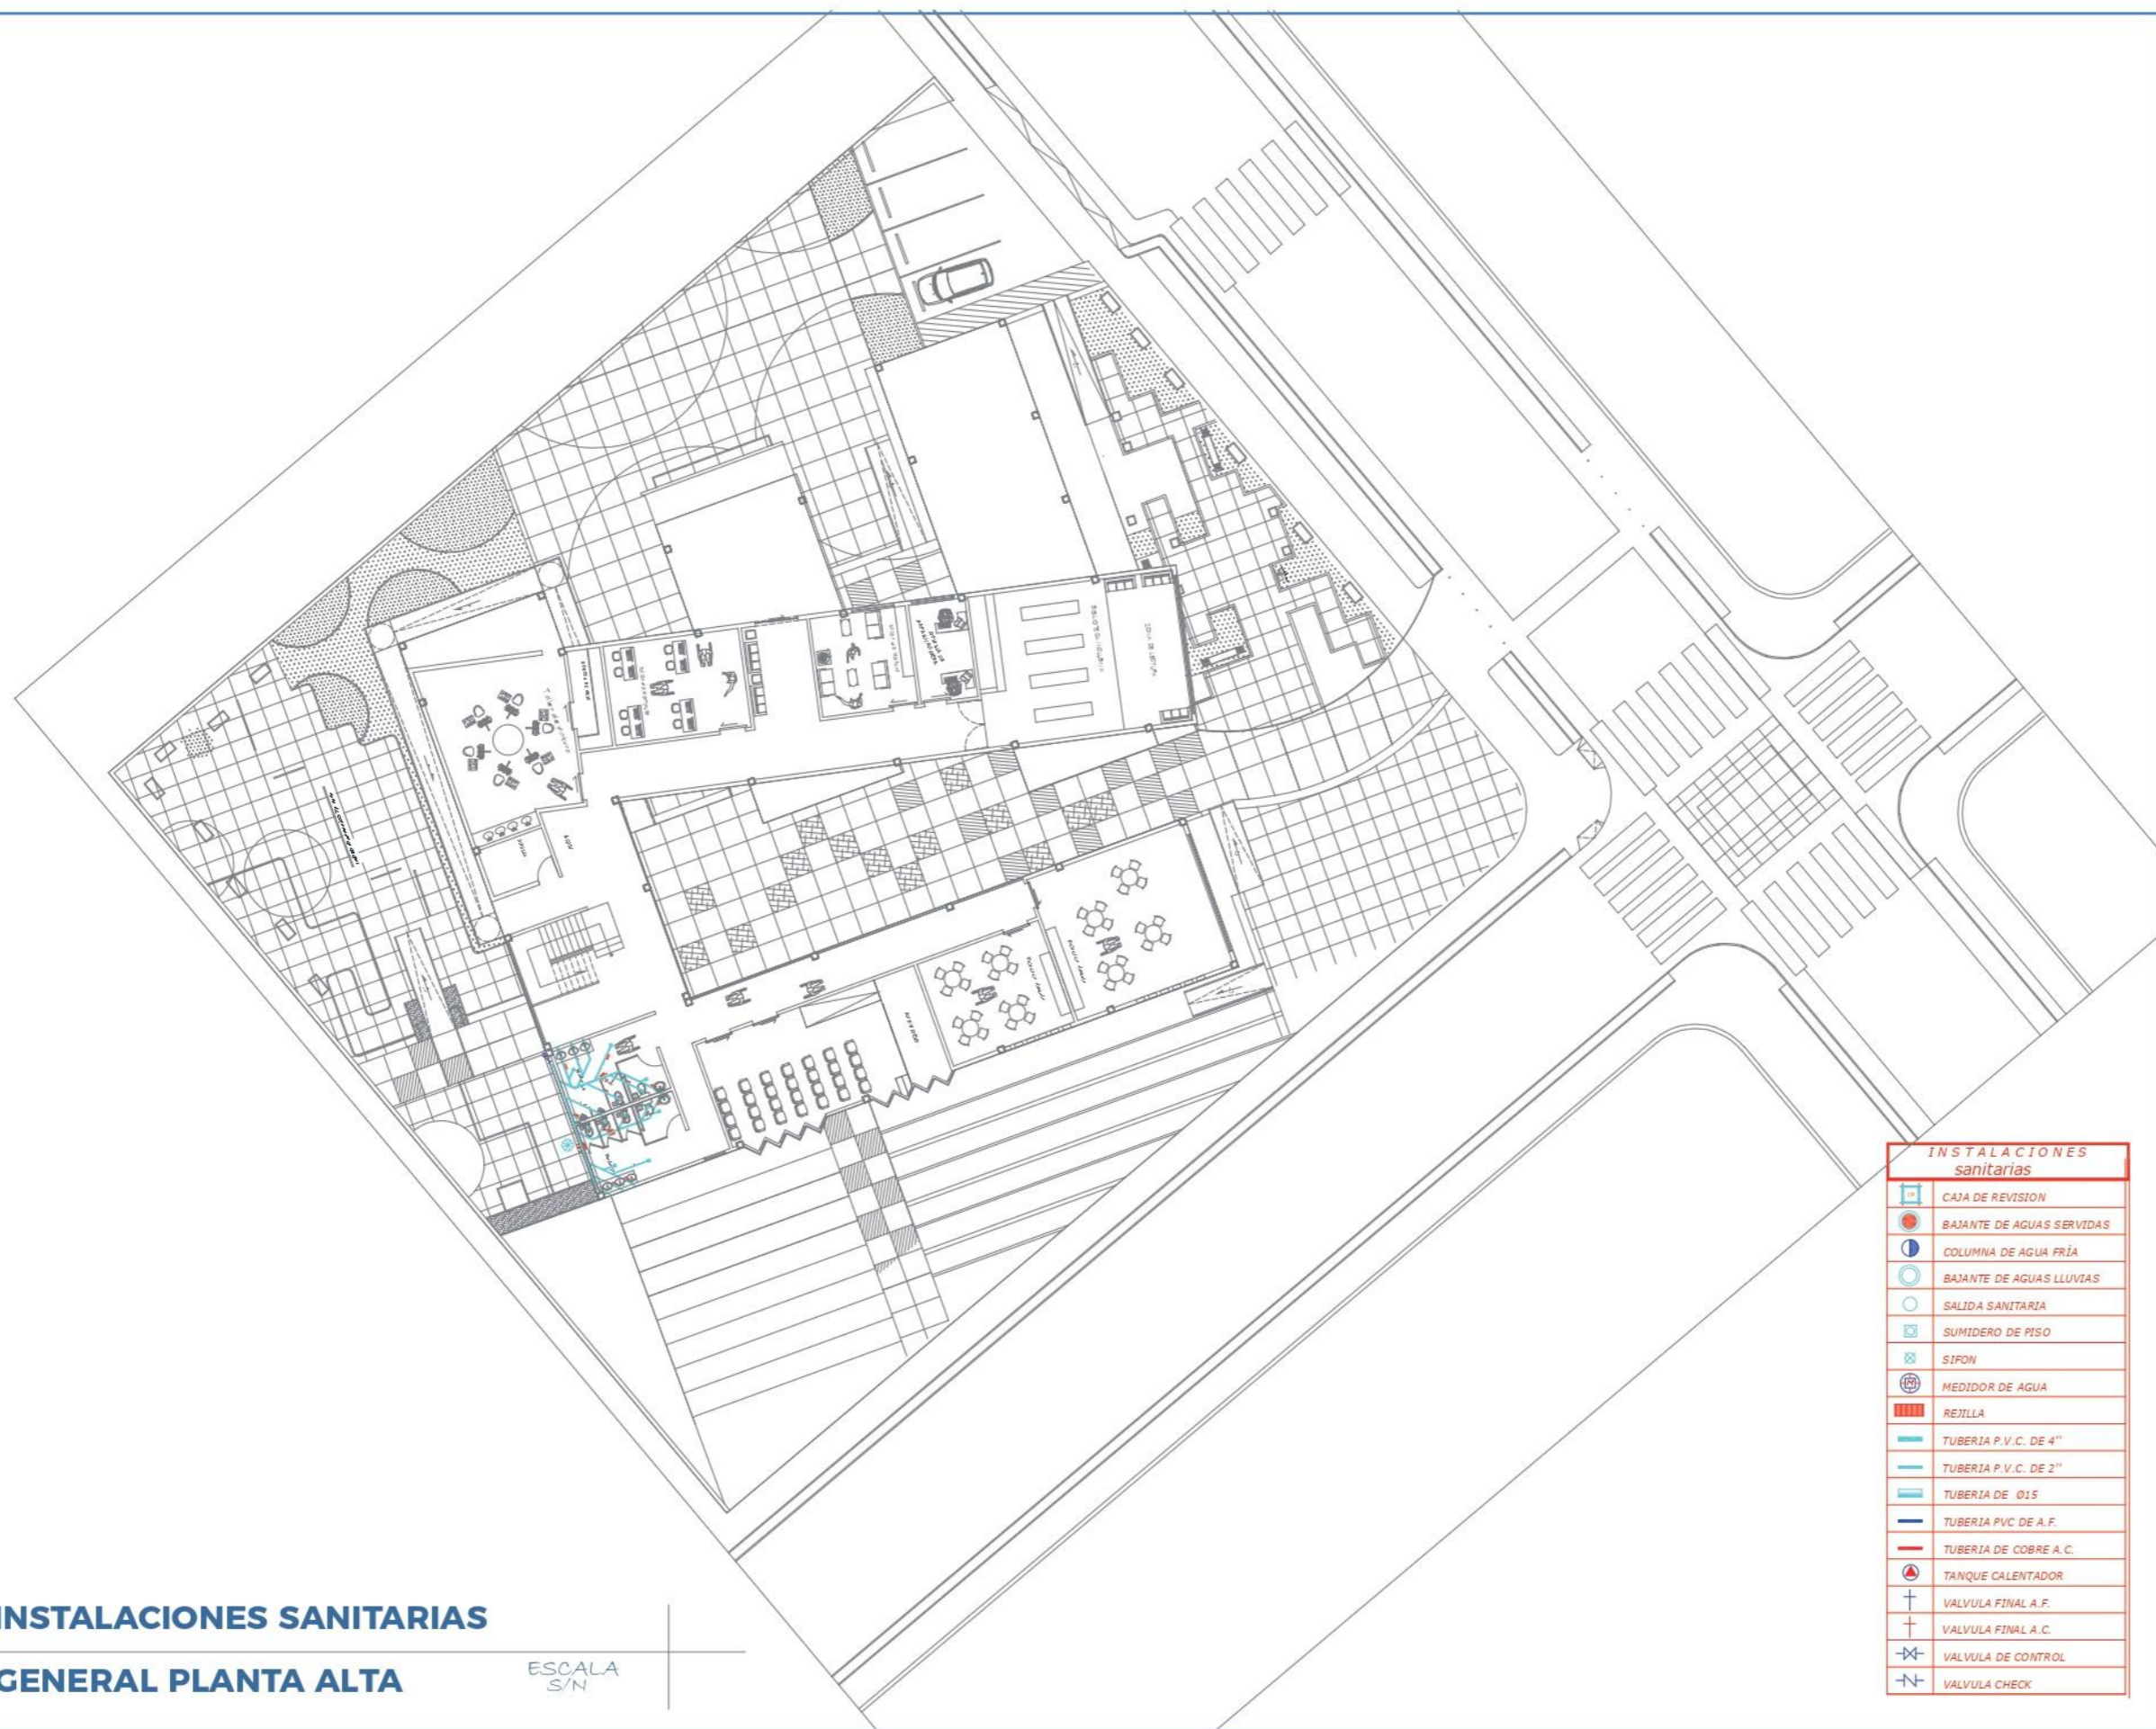 INSTALACIONES
sanitarias
CAJA DE REVISION
BAJANTE DE AGUAS SERVIDAS
COLUMNA DE AGUA FRÍA
BAJANTE DE AGUAS LLUVIAS
SALIDA SANITARIA
SUMIDERO DE PISO
SIFON
MEDIDOR DE AGUA
REJILLA
TUBERIA P.V.C. DE 4''
TUBERIA P.V.C. DE 2''
TUBERIA DE Ø15
TUBERIA PVC DE A.F.
TUBERIA DE COBRE A.C.
TANQUE CALENTADOR
VALVULA FINAL A.F.
VALVULA FINAL A.C.
VALVULA DE CONTROL
VALVULA CHECK
INSTALACIONES SANITARIAS
GENERAL PLANTA ALTA
ESCALA
S/N